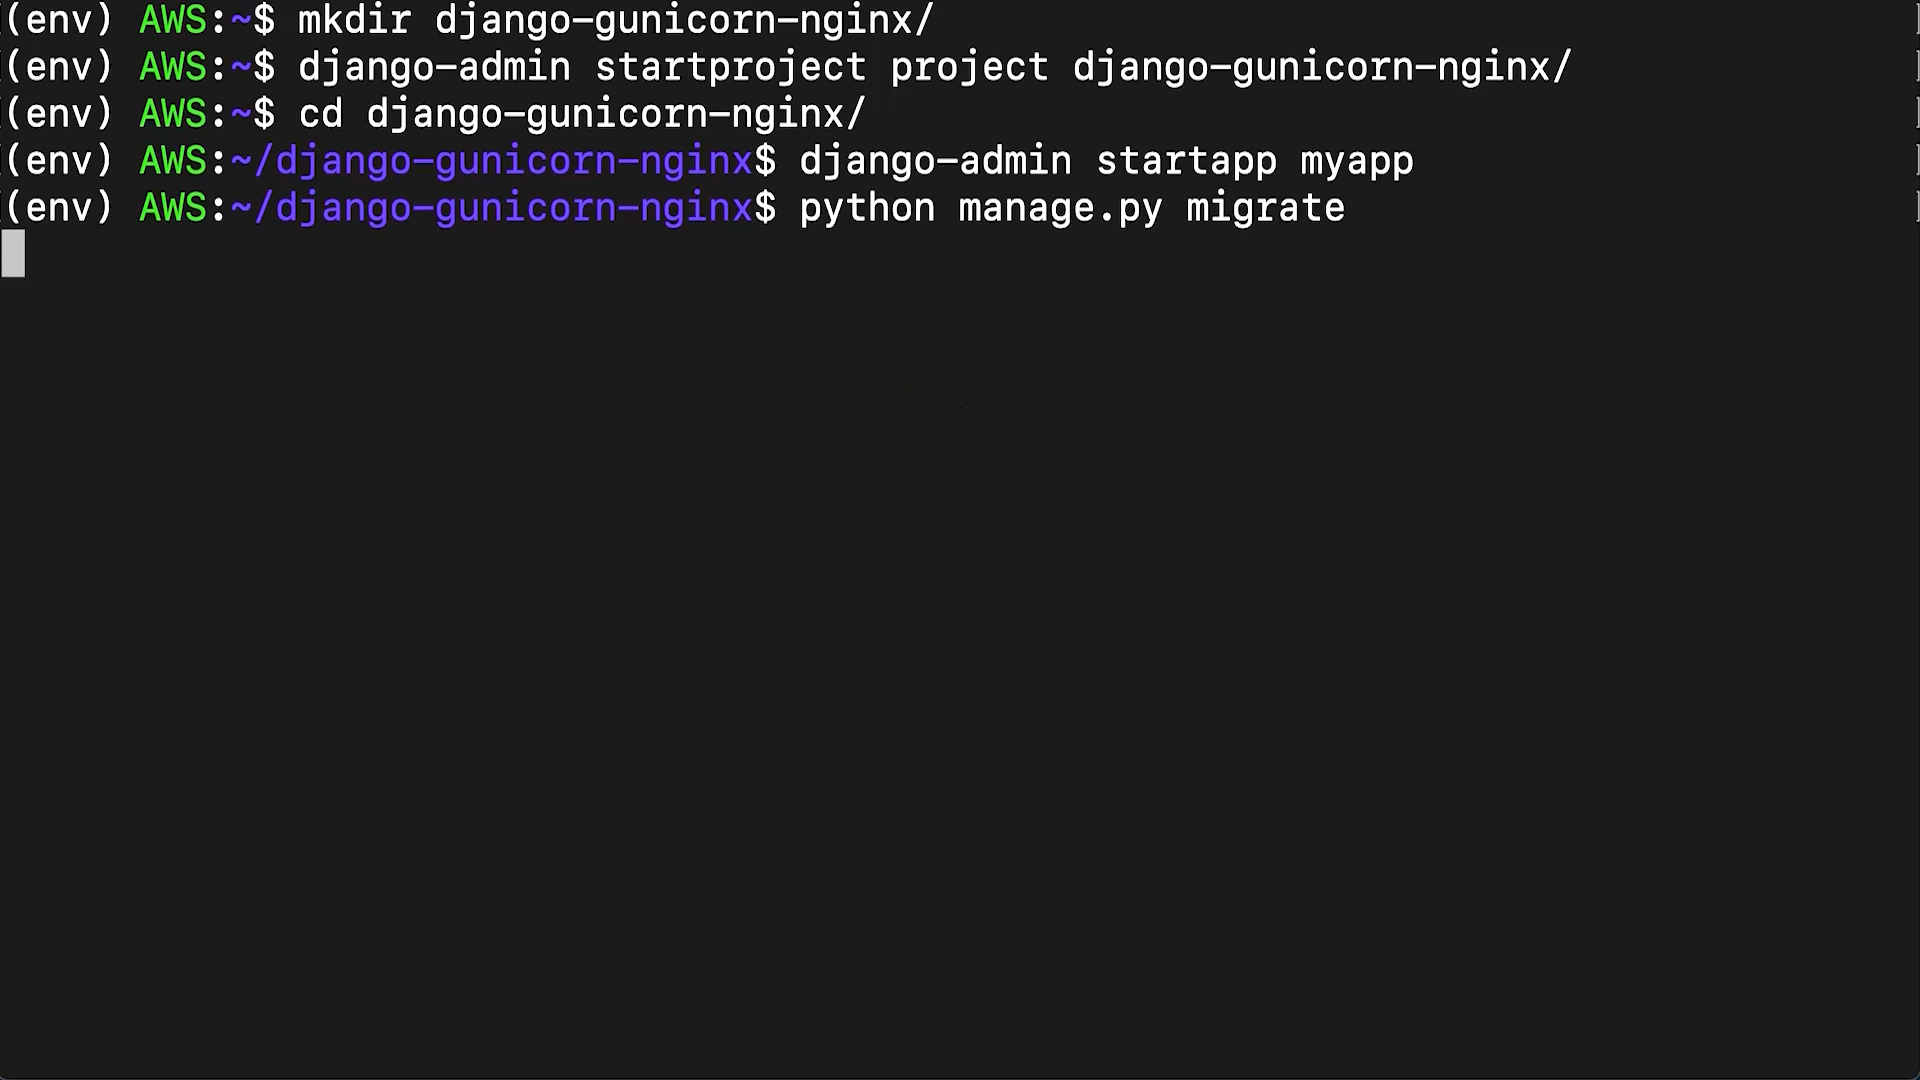 (env) AWS:~$ mkdir django-gunicorn-nginx/
(env) AWS:~$ django-admin startproject project django-gunicorn-nginx/
(env) AWS:~$ cd django-gunicorn-nginx/
(env) AWS:~/django-gunicorn-nginx$ django-admin startapp myapp
(env) AWS:~/django-gunicorn-nginx$ python manage.py migrate